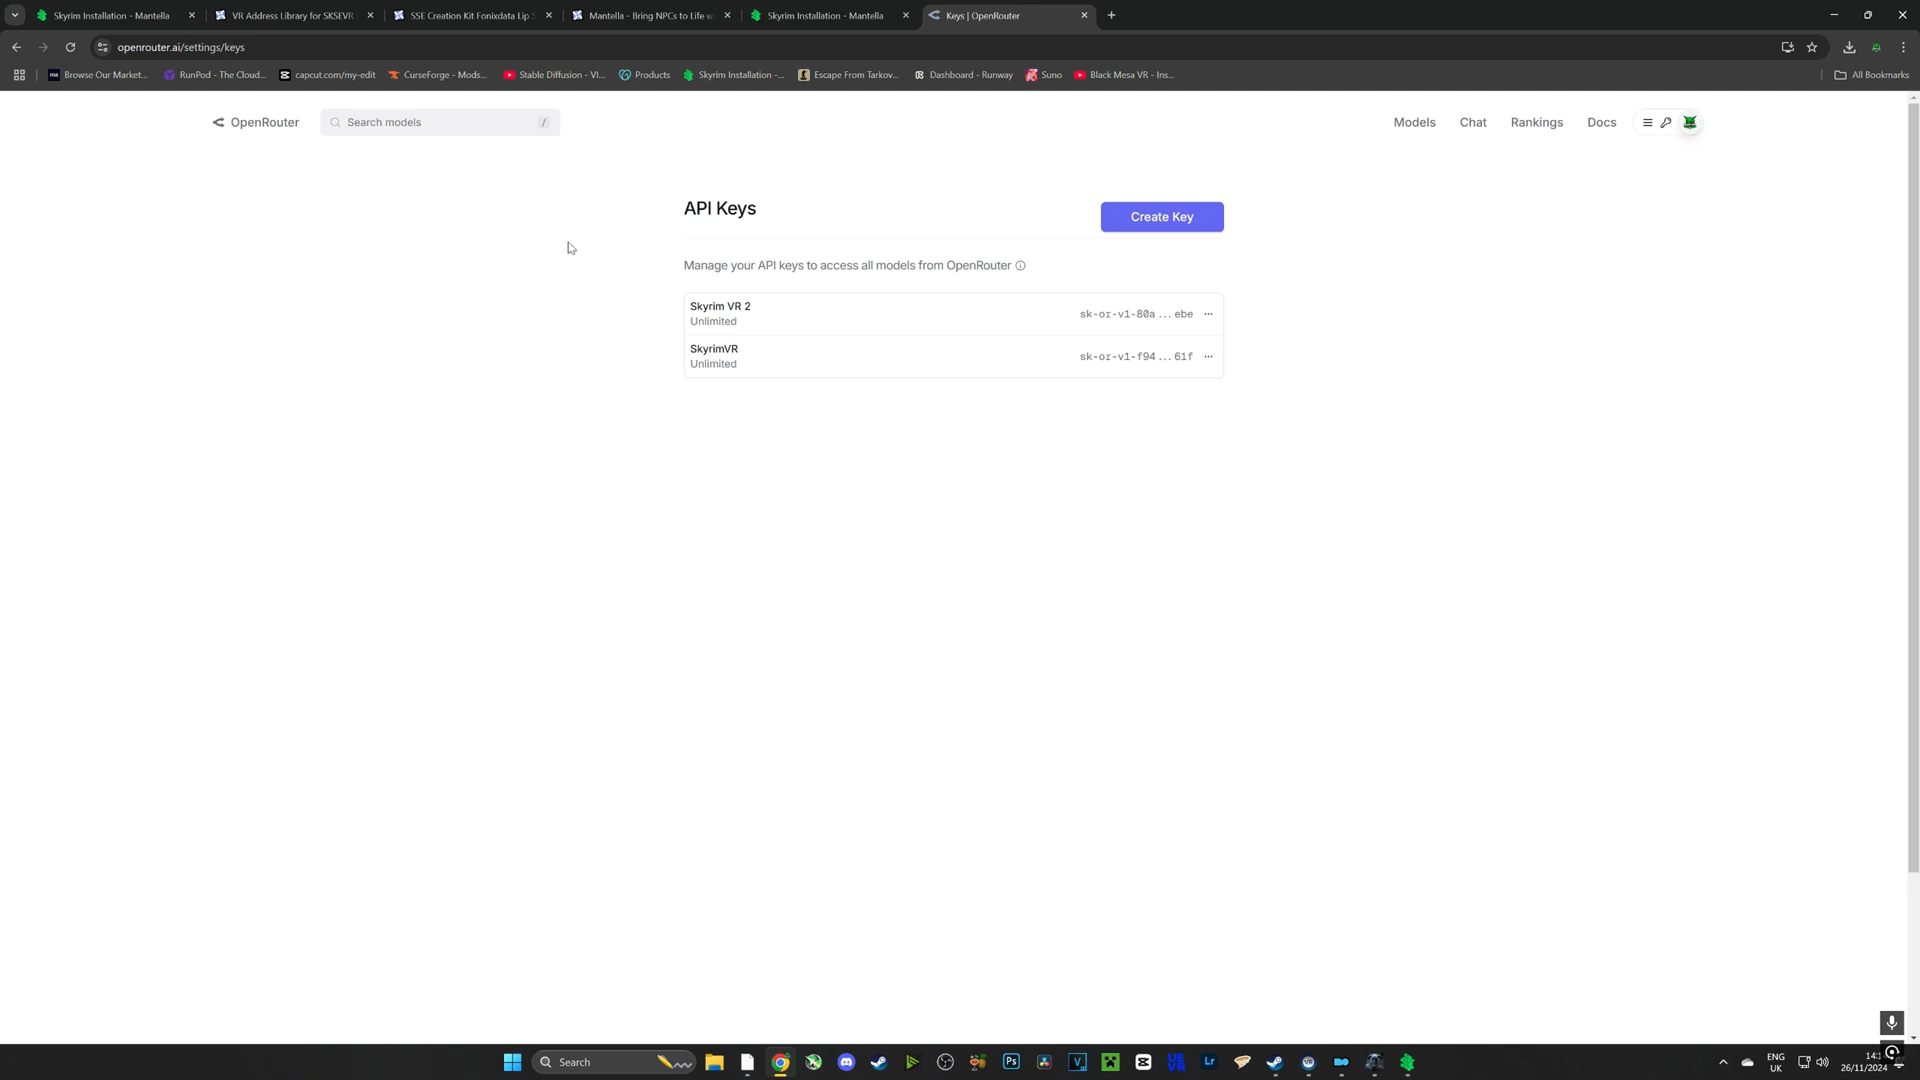 Skyrim Installation - Mantella
VR Address Library for SKSEVR
SSE Creation Kit Fonixdata Lip S
Mantella - Bring NPCs to Life w
Skyrim Installation - Mantella
Keys | OpenRouter
openrouter.ai/settings/keys
Browse Our Market...
RunPod - The Cloud...
capcut.com/my-edit
CurseForge - Mods...
Stable Diffusion - VI...
Products
Skyrim Installation -...
Escape From Tarkov...
Dashboard - Runway
Suno
Black Mesa VR - Ins...
All Bookmarks
OpenRouter
Search models
/
Models
Chat
Rankings
Docs
API Keys
Create Key
Manage your API keys to access all models from OpenRouter
Skyrim VR 2
sk-or-v1-80a...ebe
Unlimited
SkyrimVR
sk-or-v1-f94...61f
Unlimited
Search
Ps
V
UE
VR
Lr
VR
ENG
UK
26/11/2024